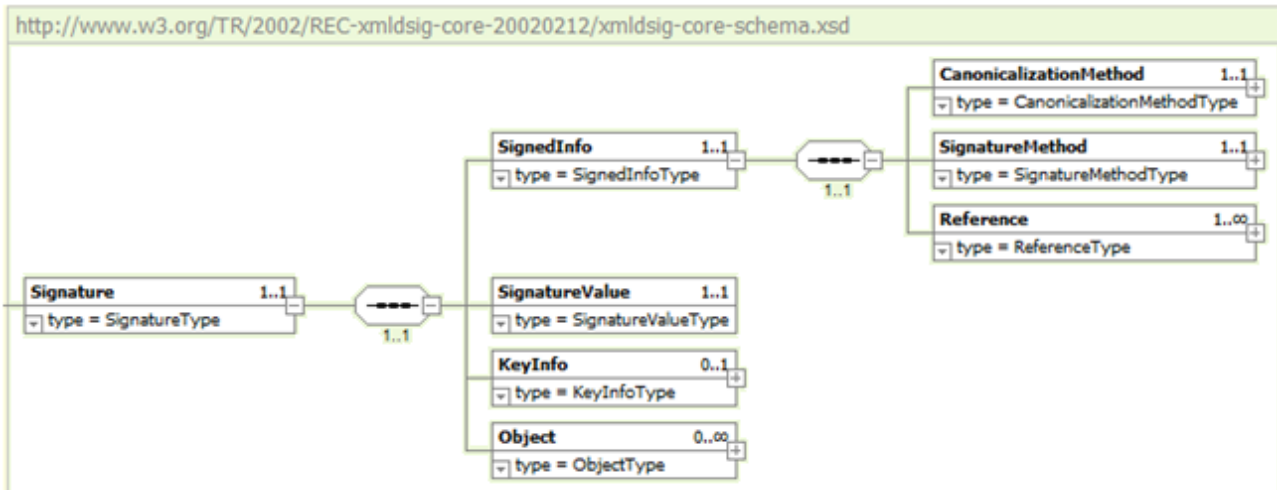 http://www.w3.org/TR/2002/REC-xmldsig-core-20020212/xmldsig-core-schema.xsd
Signature 1..1
type = SignatureType
1..1
SignedInfo 1..1
type = SignedInfoType
1..1
CanonicalizationMethod 1..1
type = CanonicalizationMethodType
SignatureMethod 1..1
type = SignatureMethodType
Reference 1..∞
type = ReferenceType
SignatureValue 1..1
type = SignatureValueType
KeyInfo 0..1
type = KeyInfoType
Object 0..∞
type = ObjectType